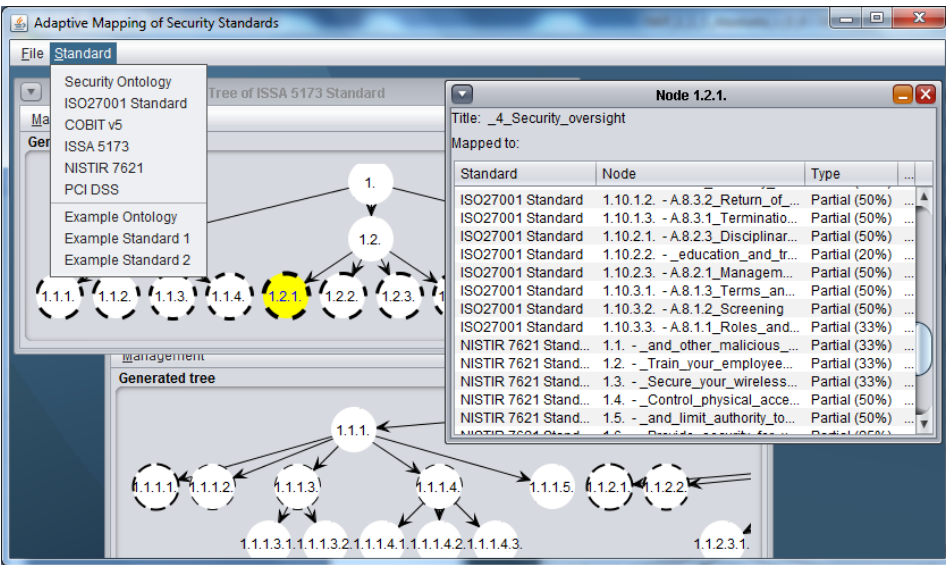 Adaptive Mapping of Security Standards
File Standard
Security Ontology
ISO27001 Standard
COBIT v5
ISSA 5173
NISTIR 7621
PCI DSS
Example Ontology
Example Standard 1
Example Standard 2
Tree of ISSA 5173 Standard
Ma
Ger
1.
1.2.
1.1.1. 1.1.2. 1.1.3. 1.1.4. 1.2.1. 1.2.2. 1.2.3.
Node 1.2.1.
Title: _4_Security_oversight
Mapped to:
Standard Node Type ...
ISO27001 Standard 1.10.1.2. - A.8.3.2_Return_of_... Partial (50%) ...
ISO27001 Standard 1.10.1.3. - A.8.3.1_Terminatio... Partial (50%) ...
ISO27001 Standard 1.10.2.1. - A.8.2.3_Disciplinar... Partial (50%) ...
ISO27001 Standard 1.10.2.2. - _education_and_tr... Partial (20%) ...
ISO27001 Standard 1.10.2.3. - A.8.2.1_Managem... Partial (50%) ...
ISO27001 Standard 1.10.3.1. - A.8.1.3_Terms_an... Partial (50%) ...
ISO27001 Standard 1.10.3.2. - A.8.1.2_Screening Partial (50%) ...
ISO27001 Standard 1.10.3.3. - A.8.1.1_Roles_and... Partial (33%) ...
NISTIR 7621 Stand... 1.1. - _and_other_malicious_... Partial (33%) ...
NISTIR 7621 Stand... 1.2. - _Train_your_employee... Partial (33%) ...
NISTIR 7621 Stand... 1.3. - _Secure_your_wireless... Partial (33%) ...
NISTIR 7621 Stand... 1.4. - _Control_physical_acce... Partial (50%) ...
NISTIR 7621 Stand... 1.5. - _and_limit_authority_to... Partial (50%) ...
Management
Generated tree
1.1.1.
1.1.1.1. 1.1.1.2. 1.1.1.3. 1.1.1.4. 1.1.1.5. 1.1.2.1. 1.1.2.2.
1.1.1.3.1. 1.1.1.3.2. 1.1.1.4.1. 1.1.1.4.2. 1.1.1.4.3. 1.1.2.3.1.